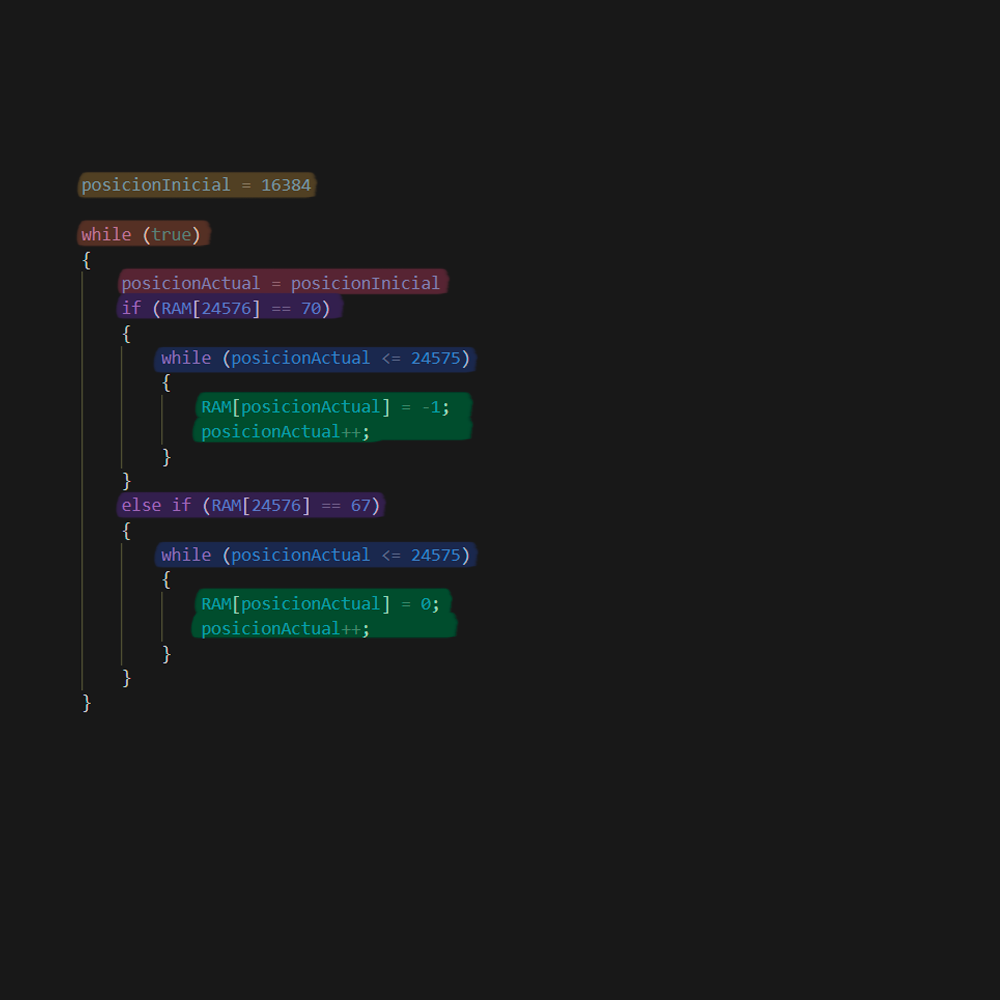 posicionInicial = 16384
while (true)
{
posicionActual = posicionInicial
if (RAM[24576] == 70)
{
while (posicionActual <= 24575)
{
RAM[posicionActual] = -1;
posicionActual++;
}
}
else if (RAM[24576] == 67)
{
while (posicionActual <= 24575)
{
RAM[posicionActual] = 0;
posicionActual++;
}
}
}